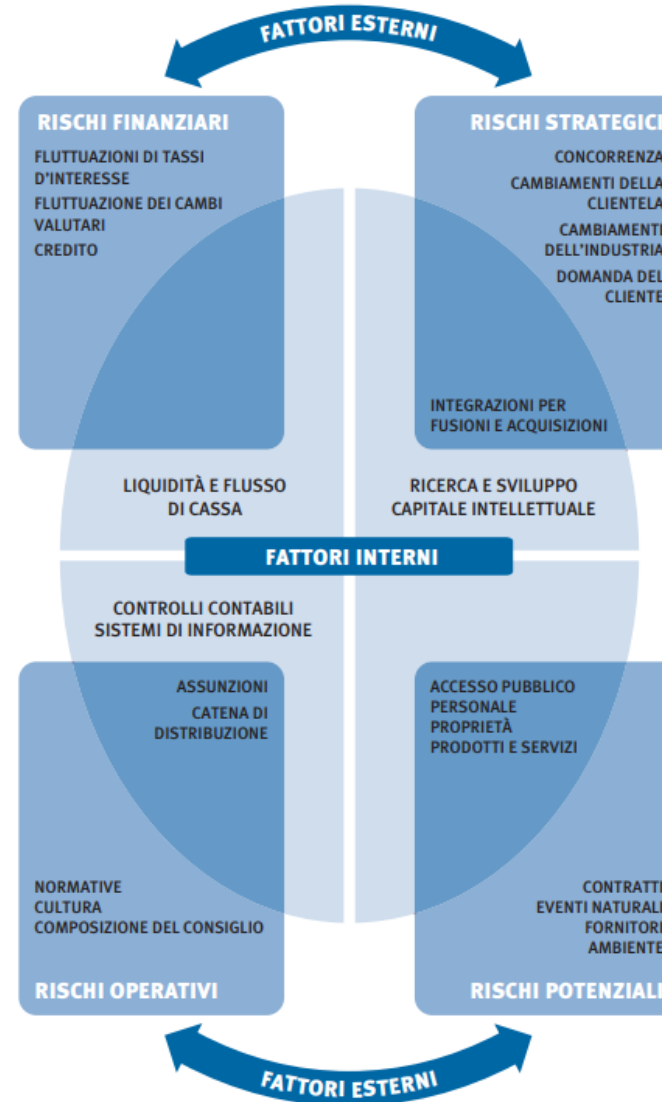 FATTORI ESTERNI
RISCHI FINANZIARI
FLUTTUAZIONI DI TASSI
D'INTERESSE
FLUTTUAZIONE DEI CAMBI
VALUTARI
CREDITO
RISCHI STRATEGICI
CONCORRENZA
CAMBIAMENTI DELLA
CLIENTELA
CAMBIAMENTI
DELL'INDUSTRIA
DOMANDA DEL
CLIENTE
INTEGRAZIONI PER
FUSIONI E ACQUISIZIONI
LIQUIDITÀ E FLUSSO
DI CASSA
RICERCA E SVILUPPO
CAPITALE INTELLETTUALE
FATTORI INTERNI
CONTROLLI CONTABILI
SISTEMI DI INFORMAZIONE
ASSUNZIONI
CATENA DI
DISTRIBUZIONE
NORMATIVE
CULTURA
COMPOSIZIONE DEL CONSIGLIO
RISCHI OPERATIVI
ACCESSO PUBBLICO
PERSONALE
PROPRIETÀ
PRODOTTI E SERVIZI
CONTRATTI
EVENTI NATURALI
FORNITORI
AMBIENTE
RISCHI POTENZIALI
FATTORI ESTERNI